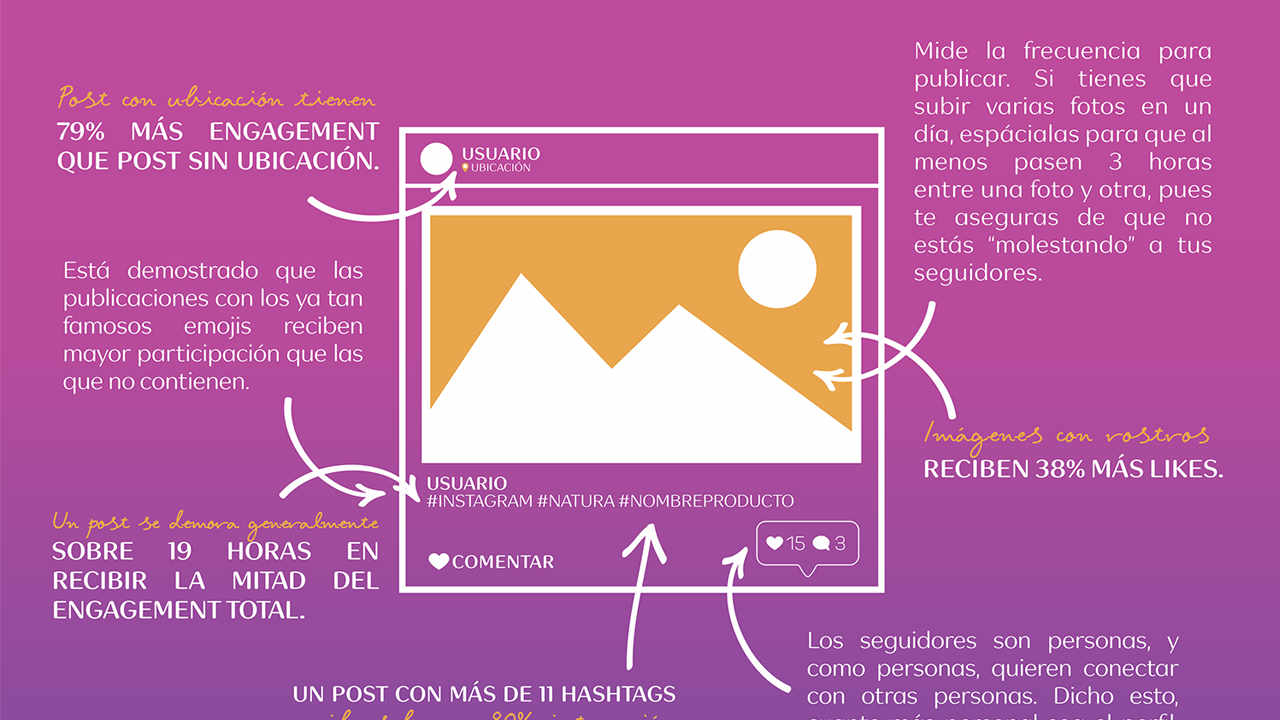 Post con ubicación tienen
79% MÁS ENGAGEMENT
QUE POST SIN UBICACIÓN.
Está demostrado que las
publicaciones con los ya tan
famosos emojis reciben
mayor participación que las
que no contienen.
Un post se demora generalmente
SOBRE 19 HORAS EN
RECIBIR LA MITAD DEL
ENGAGEMENT TOTAL.
USUARIO
UBICACIÓN
USUARIO
#INSTAGRAM #NATURA #NOMBREPRODUCTO
COMENTAR
15 3
Mide la frecuencia para
publicar. Si tienes que
subir varias fotos en un
día, espácialas para que al
menos pasen 3 horas
entre una foto y otra, pues
te aseguras de que no
estás “molestando” a tus
seguidores.
Imágenes con rostros
RECIBEN 38% MÁS LIKES.
UN POST CON MÁS DE 11 HASHTAGS
80%
Los seguidores son personas, y
como personas, quieren conectar
con otras personas. Dicho esto,